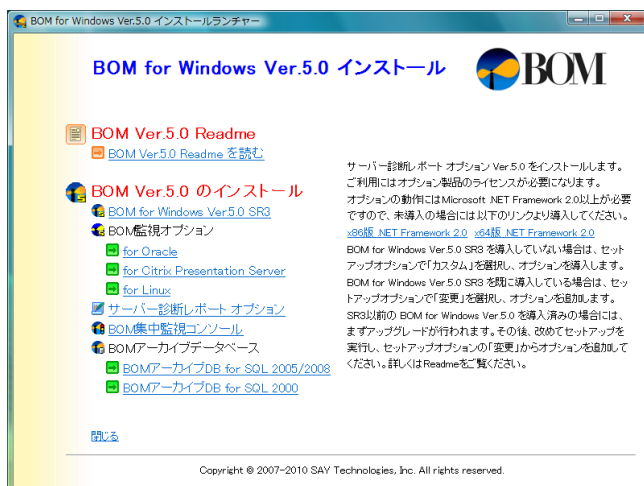 BOM for Windows Ver.5.0 インストールランチャー
BOM for Windows Ver.5.0 インストール
BOM
BOM Ver.5.0 Readme
BOM Ver.5.0 Readme を読む
BOM Ver.5.0 のインストール
BOM for Windows Ver.5.0 SR3
BOM監視オプション
for Oracle
for Citrix Presentation Server
for Linux
サーバー診断レポート オプション
BOM集中監視コンソール
BOMアーカイブデータベース
BOMアーカイブDB for SQL 2005/2008
BOMアーカイブDB for SQL 2000
閉じる
サーバー診断レポート オプション Ver.5.0 をインストールします。
ご利用にはオプション製品のライセンスが必要になります。
オプションの動作にはMicrosoft .NET Framework 2.0以上が必要
ですので、未導入の場合には以下のリンクより導入してください。
x86版 .NET Framework 2.0 x64版 .NET Framework 2.0
BOM for Windows Ver.5.0 SR3 を導入していない場合は、セット
アップオプションで「カスタム」を選択し、オプションを導入します。
BOM for Windows Ver.5.0 SR3 を既に導入している場合は、セッ
トアップオプションで「変更」を選択し、オプションを追加します。
SR3以前の BOM for Windows Ver.5.0 を導入済みの場合には、
まずアップグレードが行われます。その後、改めてセットアップを
実行し、セットアップオプションの「変更」からオプションを追加して
ください。詳しくはReadmeをご覧ください。
Copyright © 2007-2010 SAY Technologies, Inc. All rights reserved.